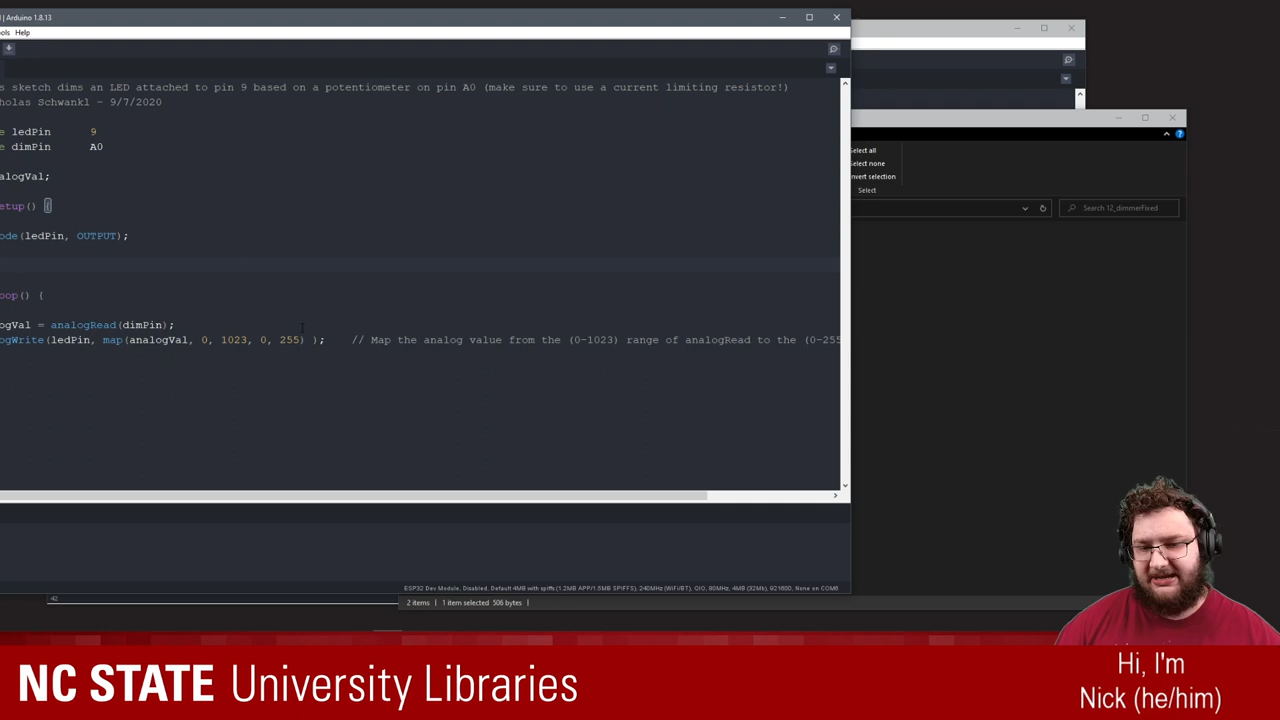 | Arduino 1.8.13
ols Help
s sketch dims an LED attached to pin 9 based on a potentiometer on pin A0 (make sure to use a current limiting resistor!)
holas Schwankl - 9/7/2020
e ledPin 9
e dimPin A0
alogVal;
etup() {
ode(ledPin, OUTPUT);
oop() {
ogVal = analogRead(dimPin);
ogWrite(ledPin, map(analogVal, 0, 1023, 0, 255) ); // Map the analog value from the (0-1023) range of analogRead to the (0-255
ESP32 Dev Module, Disabled, Default 4MB with spiffs (1.2MB APP/1.5MB SPIFFS), 240MHz (WiFi/BT), QIO, 80MHz, 4MB (32Mb), 921600, None on COM6
Select all
Select none
nvert selection
Select
Search 12_dimmerFixed
42
2 items | 1 item selected 506 bytes |
NC STATE University Libraries
Hi, I'm
Nick (he/him)